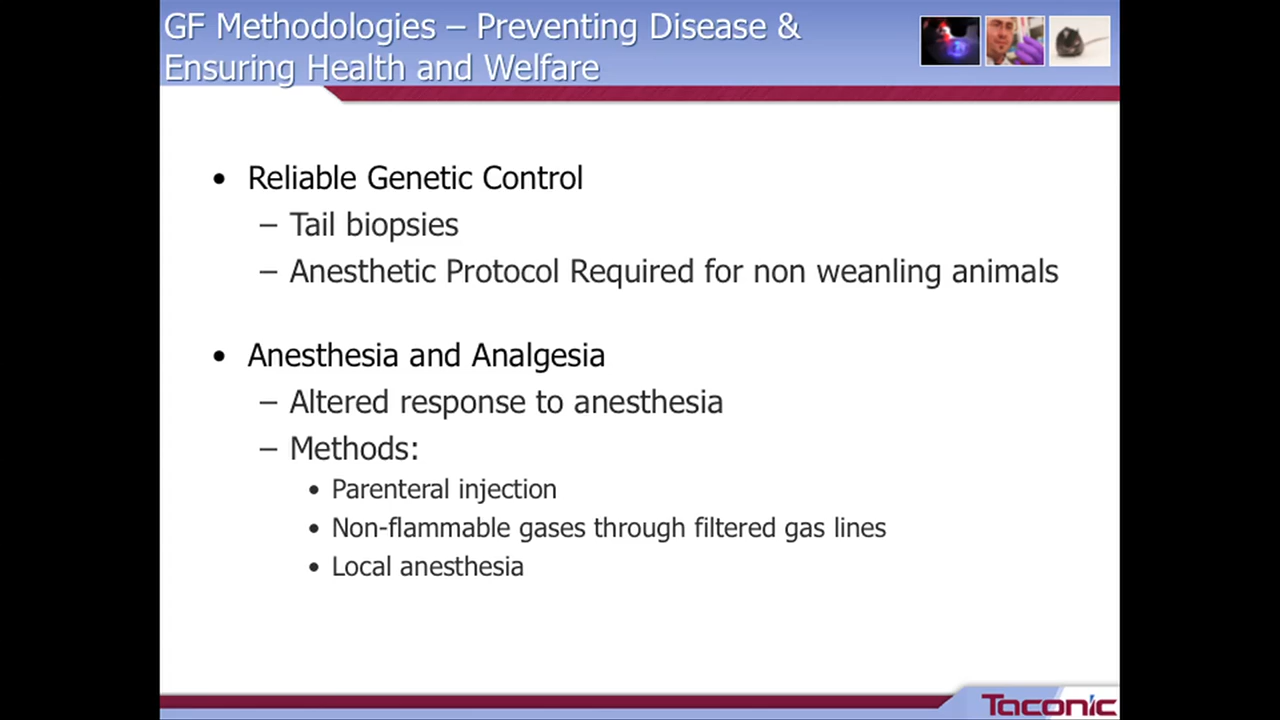 GF Methodologies – Preventing Disease &
Ensuring Health and Welfare
• Reliable Genetic Control
– Tail biopsies
– Anesthetic Protocol Required for non weanling animals
• Anesthesia and Analgesia
– Altered response to anesthesia
– Methods:
• Parenteral injection
• Non-flammable gases through filtered gas lines
• Local anesthesia
Taconic